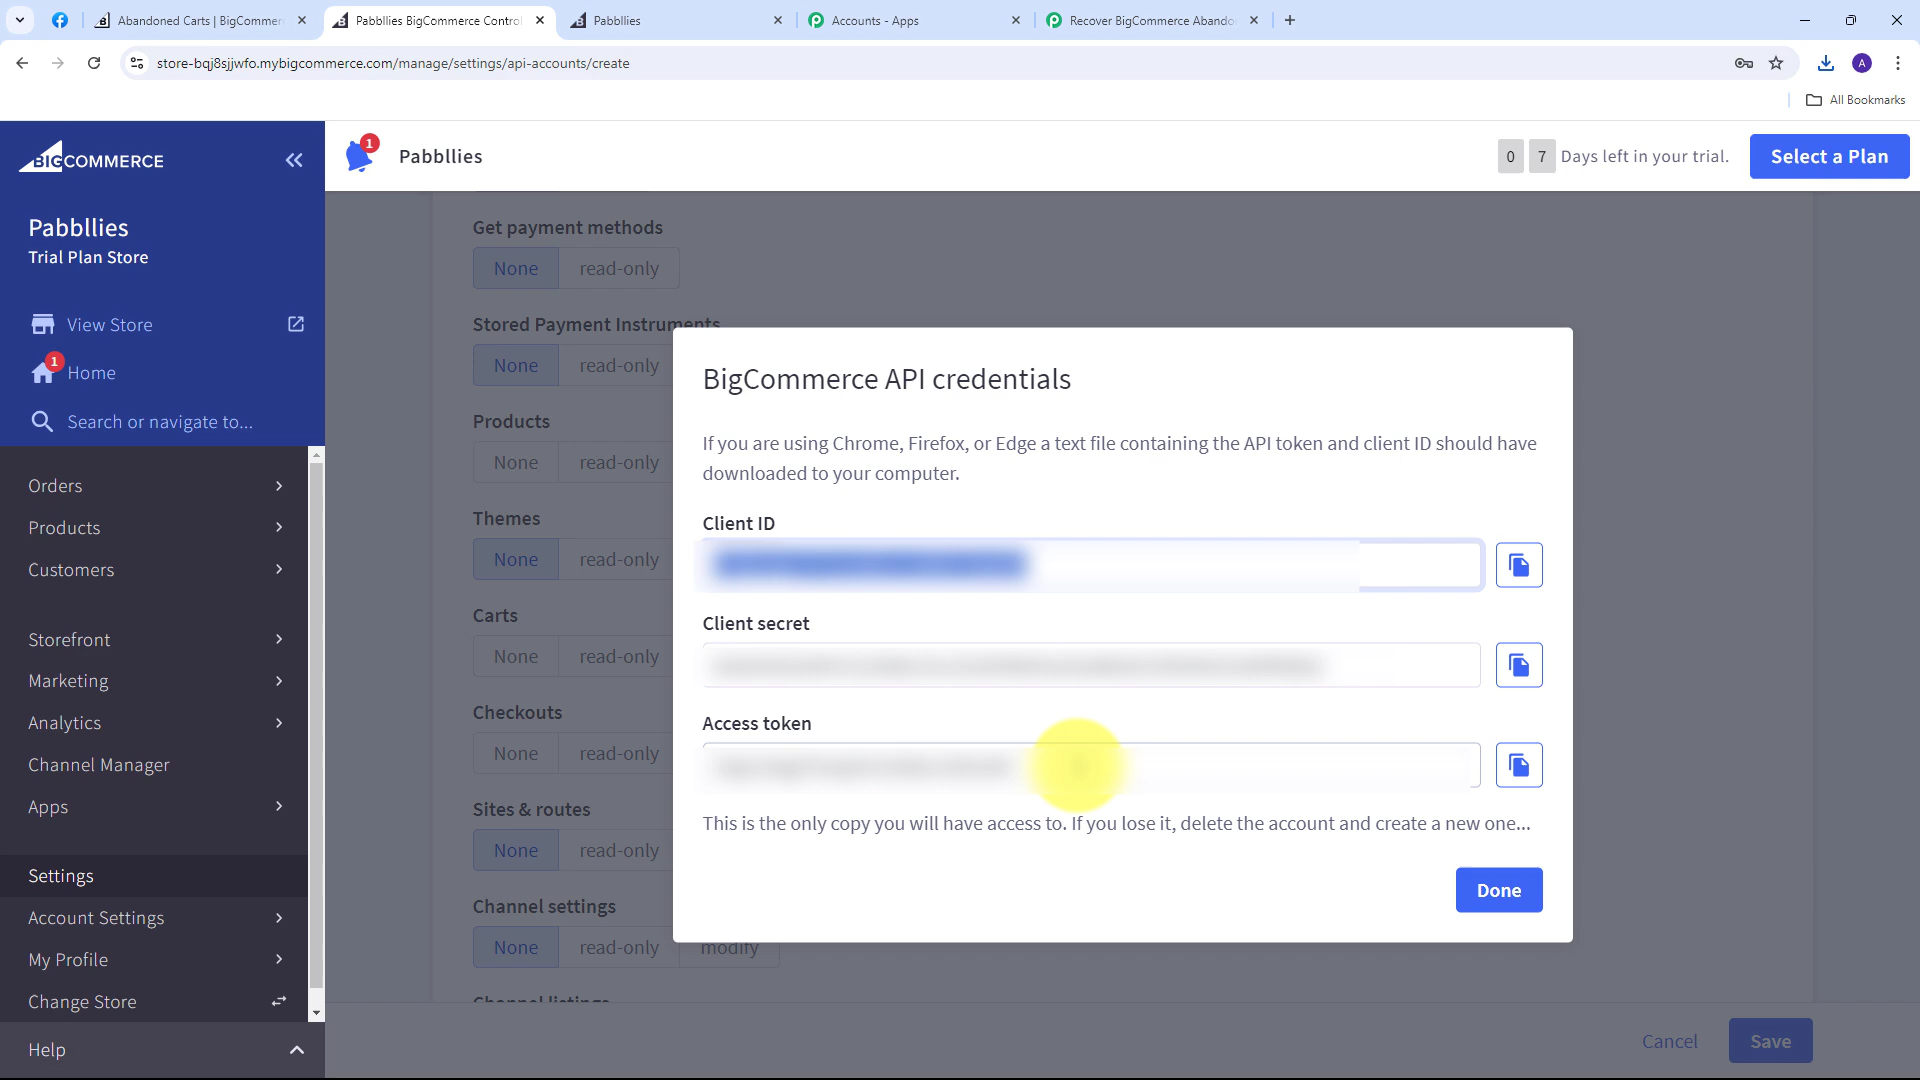 Abandoned Carts | BigCommer
Pabbllies BigCommerce Contro
Pabbllies
Accounts - Apps
Recover BigCommerce Abando
store-bqj8sjjwfo.mybigcommerce.com/manage/settings/api-accounts/create
A
All Bookmarks
BIGCOMMERCE
1
Pabbllies
0 7 Days left in your trial.
Select a Plan
Pabbllies
Trial Plan Store
View Store
1
Home
Search or navigate to...
Orders
Products
Customers
Storefront
Marketing
Analytics
Channel Manager
Apps
Settings
Account Settings
My Profile
Change Store
Help
Get payment methods
None read-only
Stored Payment Instruments
None read-only
Products
None read-only
Themes
None read-only
Carts
None read-only
Checkouts
None read-only
Sites & routes
None read-only
Channel settings
None read-only modify
Channel listings
BigCommerce API credentials
If you are using Chrome, Firefox, or Edge a text file containing the API token and client ID should have
downloaded to your computer.
Client ID
Client secret
Access token
This is the only copy you will have access to. If you lose it, delete the account and create a new one...
Done
Cancel
Save